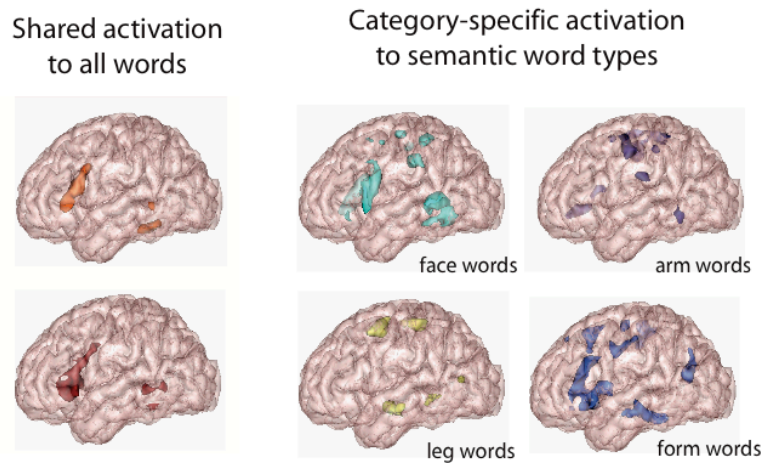 Shared activation
to all words
Category-specific activation
to semantic word types
face words
arm words
leg words
form words